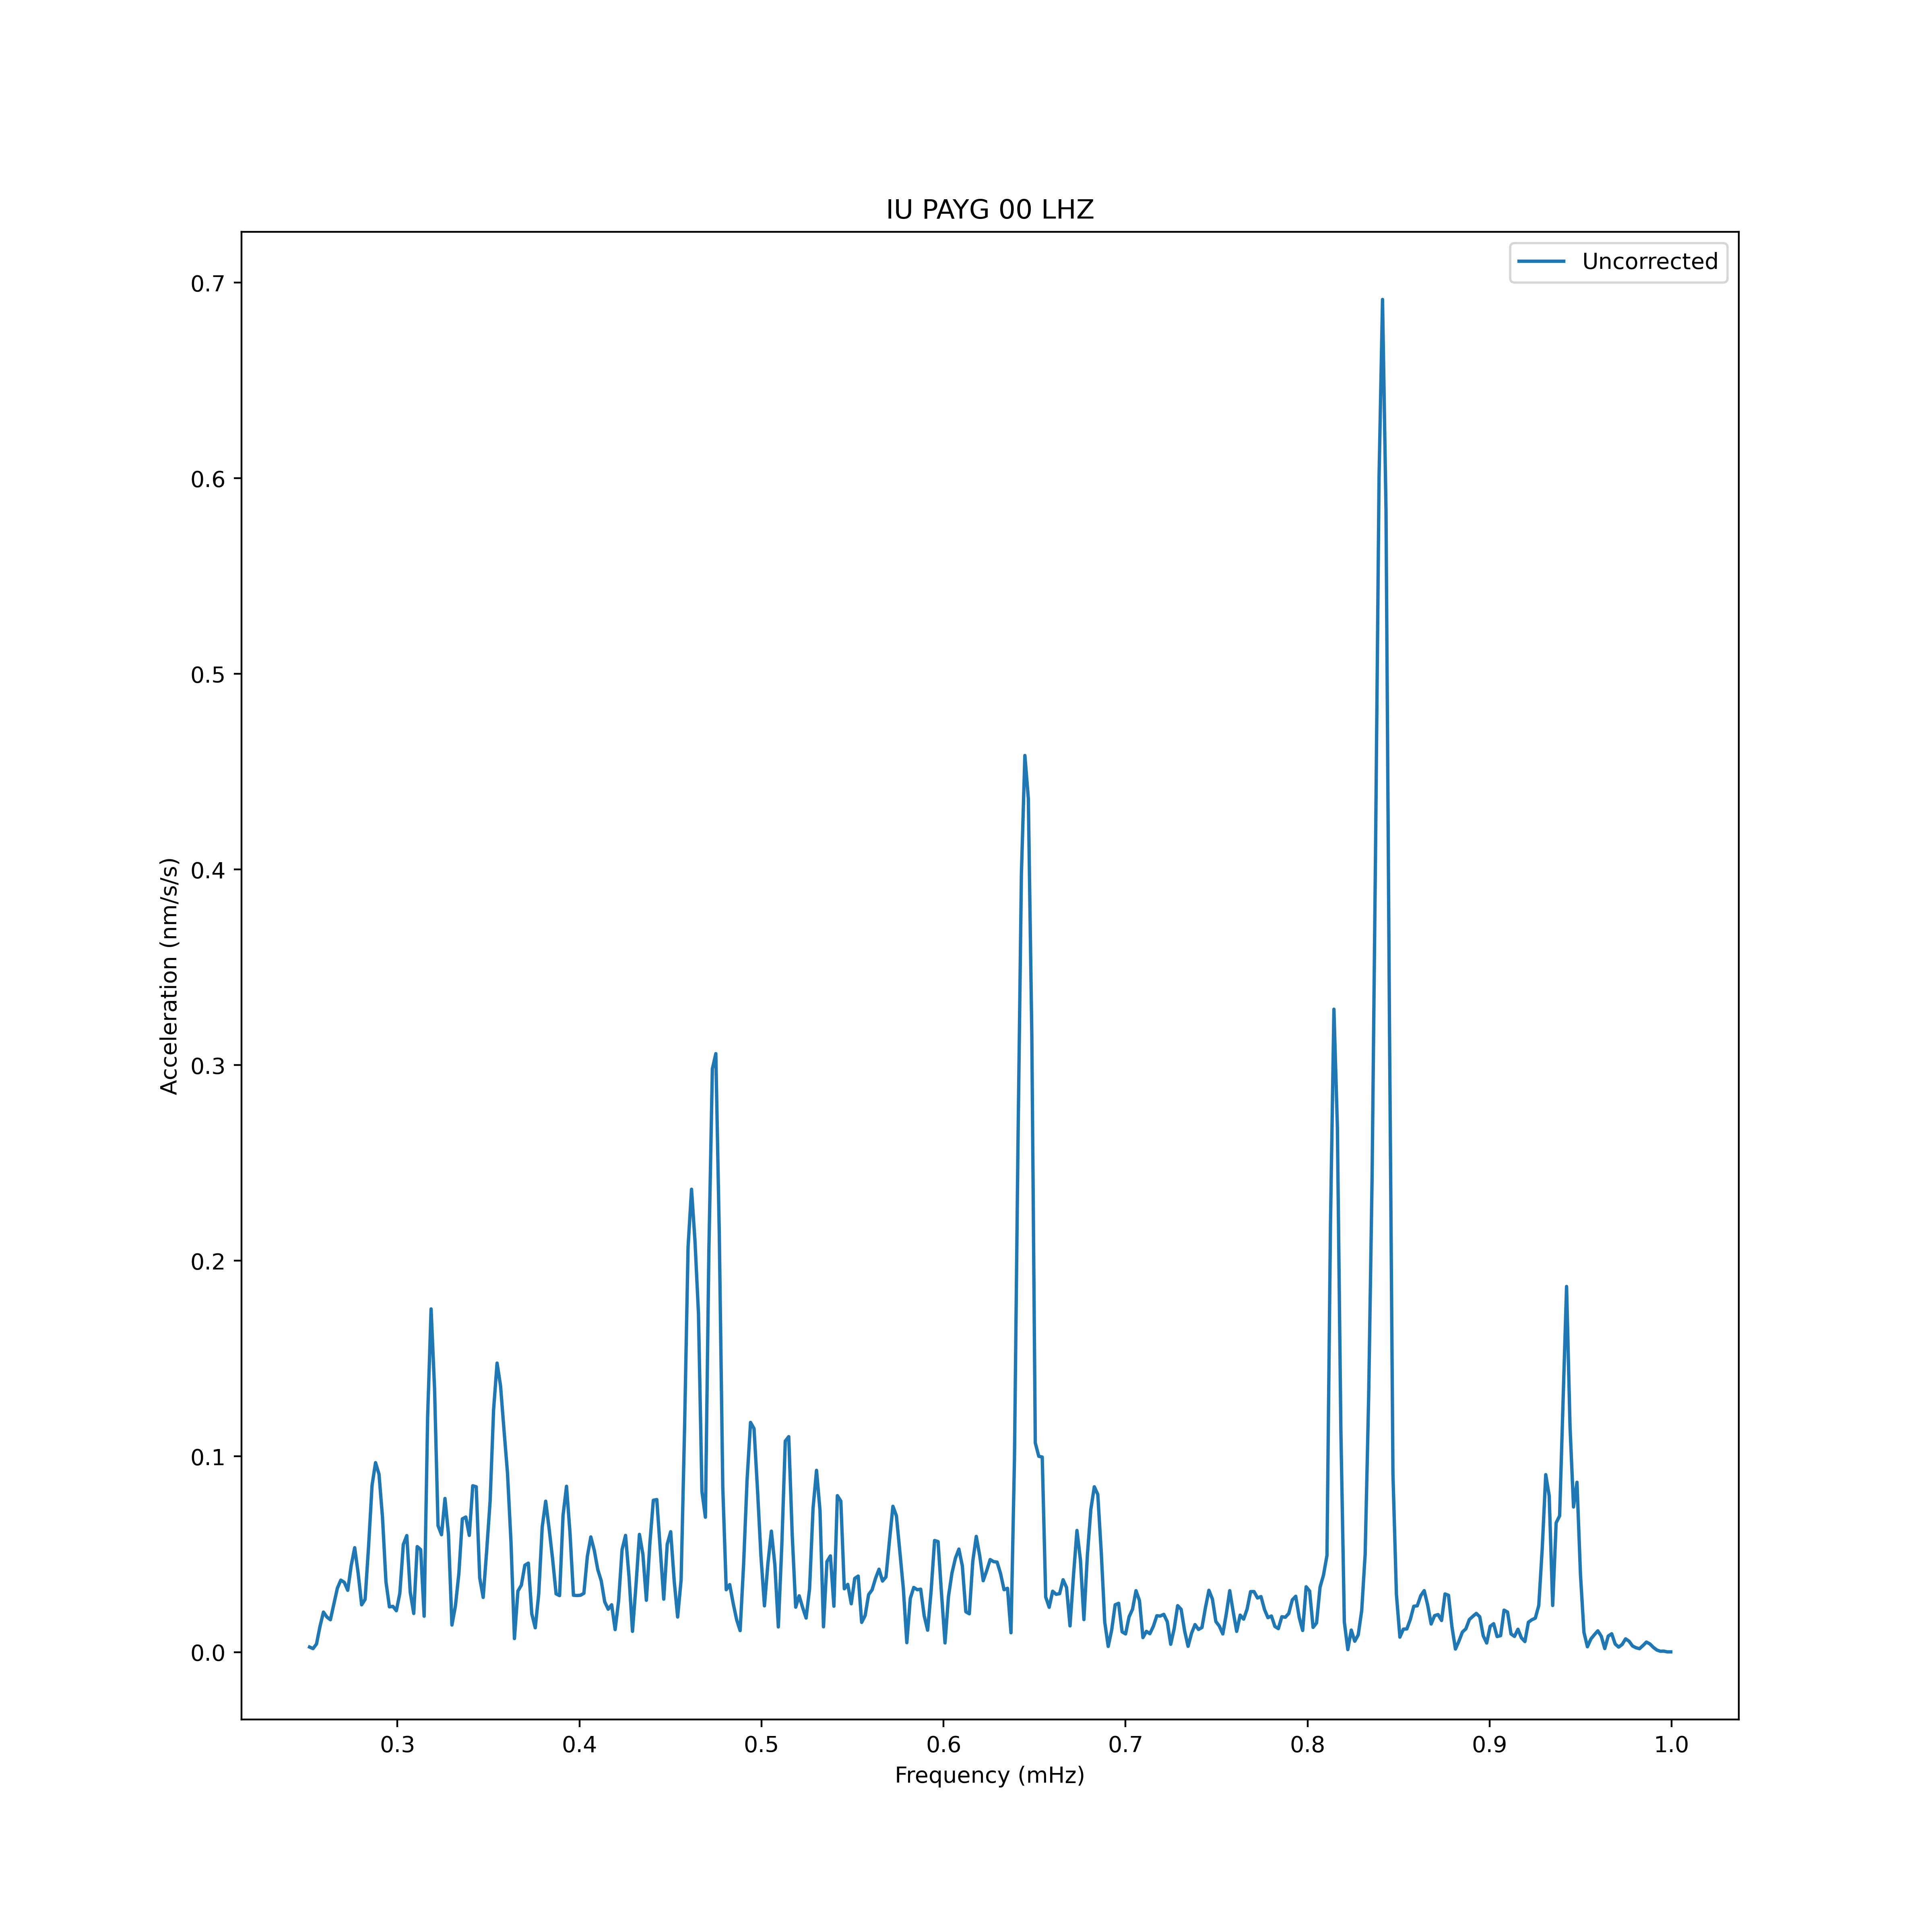 IU PAYG 00 LHZ
Uncorrected
Acceleration (nm/s/s)
0.7
0.6
0.5
0.4
0.3
0.2
0.1
0.0
0.3 0.4 0.5 0.6 0.7 0.8 0.9 1.0
Frequency (mHz)